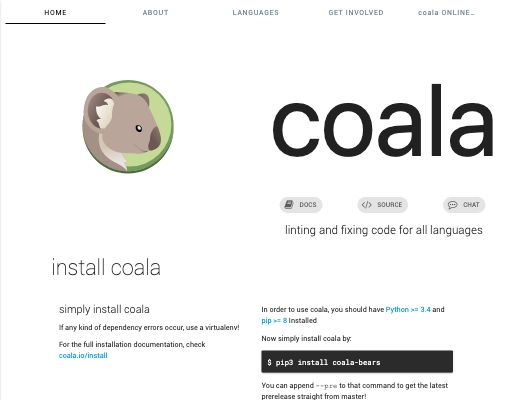 HOME
ABOUT
LANGUAGES
GET INVOLVED
coala ONLINE...
coala
DOCS
SOURCE
CHAT
linting and fixing code for all languages
install coala
simply install coala
If any kind of dependency errors occur, use a virtualenv!
For the full installation documentation, check
coala.io/install
In order to use coala, you should have Python >= 3.4 and
pip >= 8 Installed
Now simply install coala by:
$ pip3 install coala-bears
You can append --pre to that command to get the latest
prerelease straight from master!